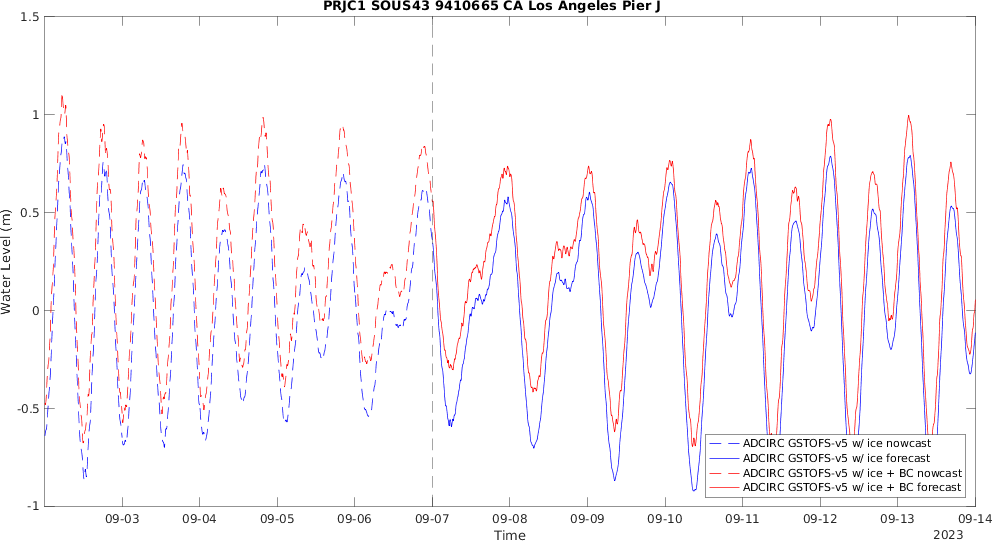 PRJC1 SOUS43 9410665 CA Los Angeles Pier J
Water Level (m)
1.5
1
0.5
0
-0.5
-1
09-03 09-04 09-05 09-06 09-07 09-08 09-09 09-10 09-11 09-12 09-13 09-14
Time
2023
ADCIRC GSTOFS-v5 w/ ice nowcast
ADCIRC GSTOFS-v5 w/ ice forecast
ADCIRC GSTOFS-v5 w/ ice + BC nowcast
ADCIRC GSTOFS-v5 w/ ice + BC forecast